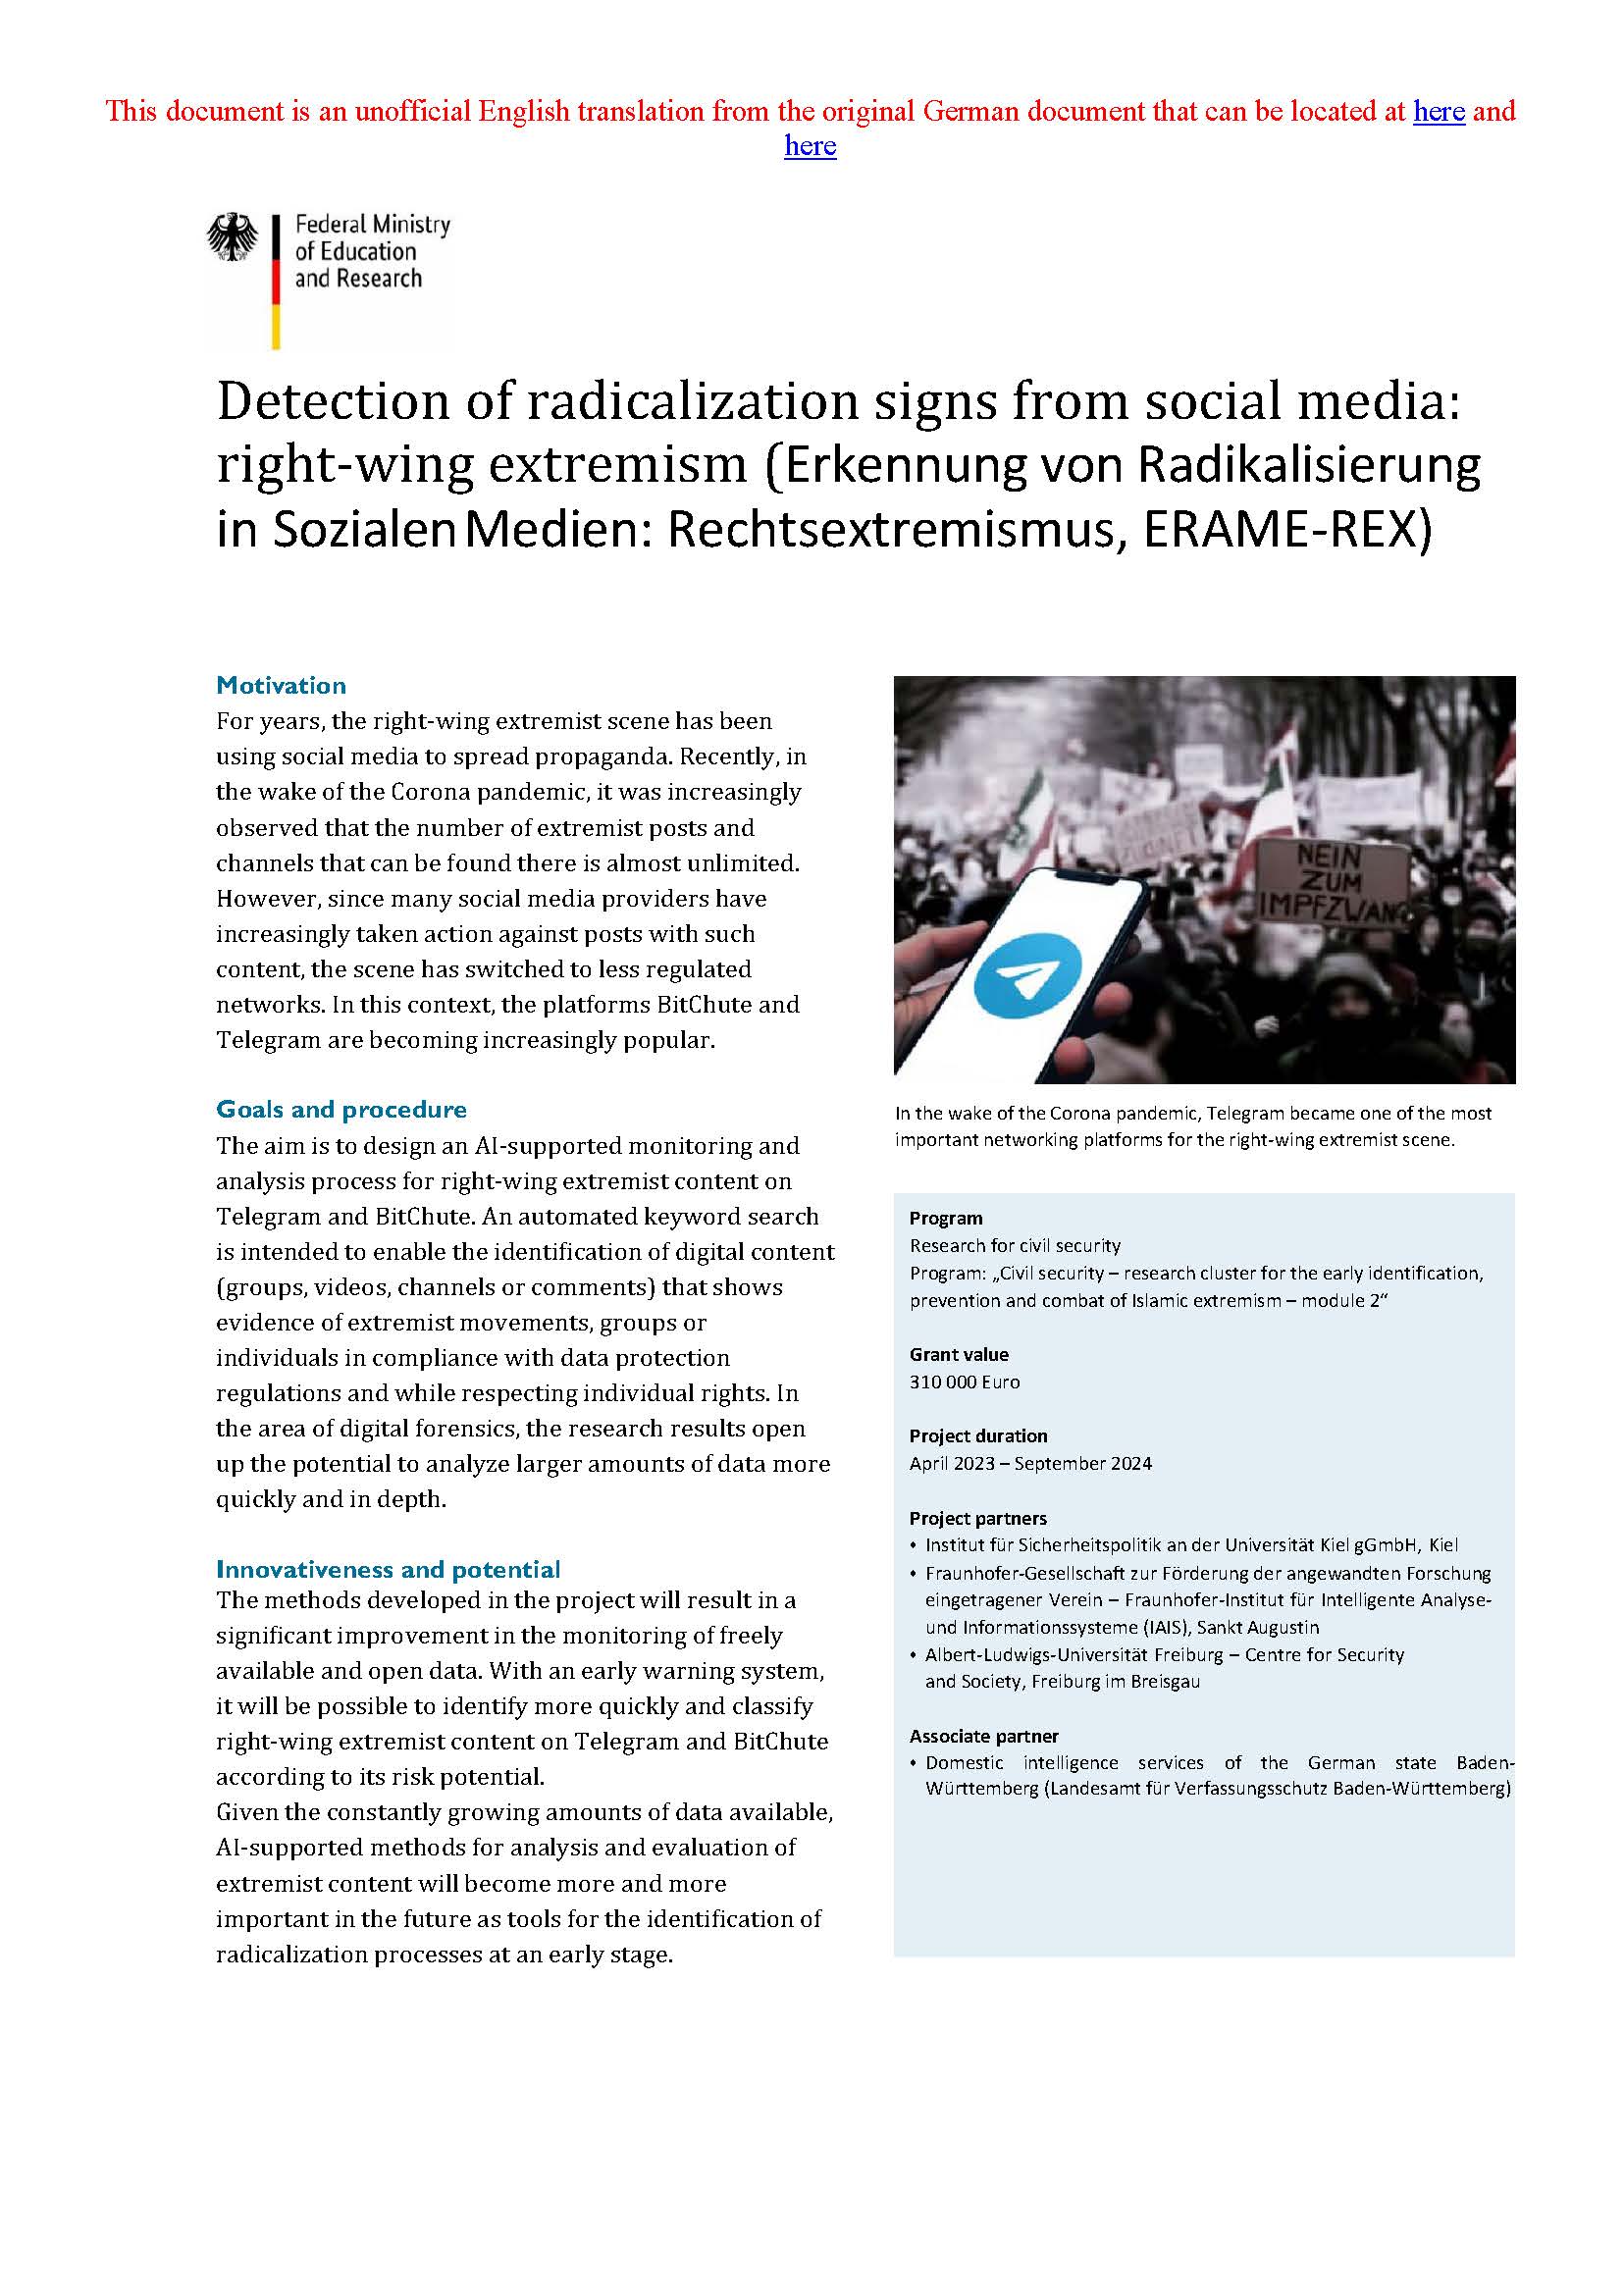 This document is an unofficial English translation from the original German document that can be located at here and
here
Federal Ministry
of Education
and Research
Detection of radicalization signs from social media:
right-wing extremism (Erkennung von Radikalisierung
in Sozialen Medien: Rechtsextremismus, ERAME-REX)
Motivation
For years, the right-wing extremist scene has been
using social media to spread propaganda. Recently, in
the wake of the Corona pandemic, it was increasingly
observed that the number of extremist posts and
channels that can be found there is almost unlimited.
However, since many social media providers have
increasingly taken action against posts with such
content, the scene has switched to less regulated
networks. In this context, the platforms BitChute and
Telegram are becoming increasingly popular.
Goals and procedure
The aim is to design an AI-supported monitoring and
analysis process for right-wing extremist content on
Telegram and BitChute. An automated keyword search
is intended to enable the identification of digital content
(groups, videos, channels or comments) that shows
evidence of extremist movements, groups or
individuals in compliance with data protection
regulations and while respecting individual rights. In
the area of digital forensics, the research results open
up the potential to analyze larger amounts of data more
quickly and in depth.
Innovativeness and potential
The methods developed in the project will result in a
significant improvement in the monitoring of freely
available and open data. With an early warning system,
it will be possible to identify more quickly and classify
right-wing extremist content on Telegram and BitChute
according to its risk potential.
Given the constantly growing amounts of data available,
AI-supported methods for analysis and evaluation of
extremist content will become more and more
important in the future as tools for the identification of
radicalization processes at an early stage.
NEIN
ZUM
IMPFZWANG
In the wake of the Corona pandemic, Telegram became one of the most
important networking platforms for the right-wing extremist scene.
Program
Research for civil security
Program: „Civil security – research cluster for the early identification,
prevention and combat of Islamic extremism – module 2“
Grant value
310 000 Euro
Project duration
April 2023 – September 2024
Project partners
• Institut für Sicherheitspolitik an der Universität Kiel gGmbH, Kiel
• Fraunhofer-Gesellschaft zur Förderung der angewandten Forschung
eingetragener Verein – Fraunhofer-Institut für Intelligente Analyse-
und Informationssysteme (IAIS), Sankt Augustin
• Albert-Ludwigs-Universität Freiburg – Centre for Security
and Society, Freiburg im Breisgau
Associate partner
• Domestic intelligence services of the German state Baden-
Württemberg (Landesamt für Verfassungsschutz Baden-Württemberg)